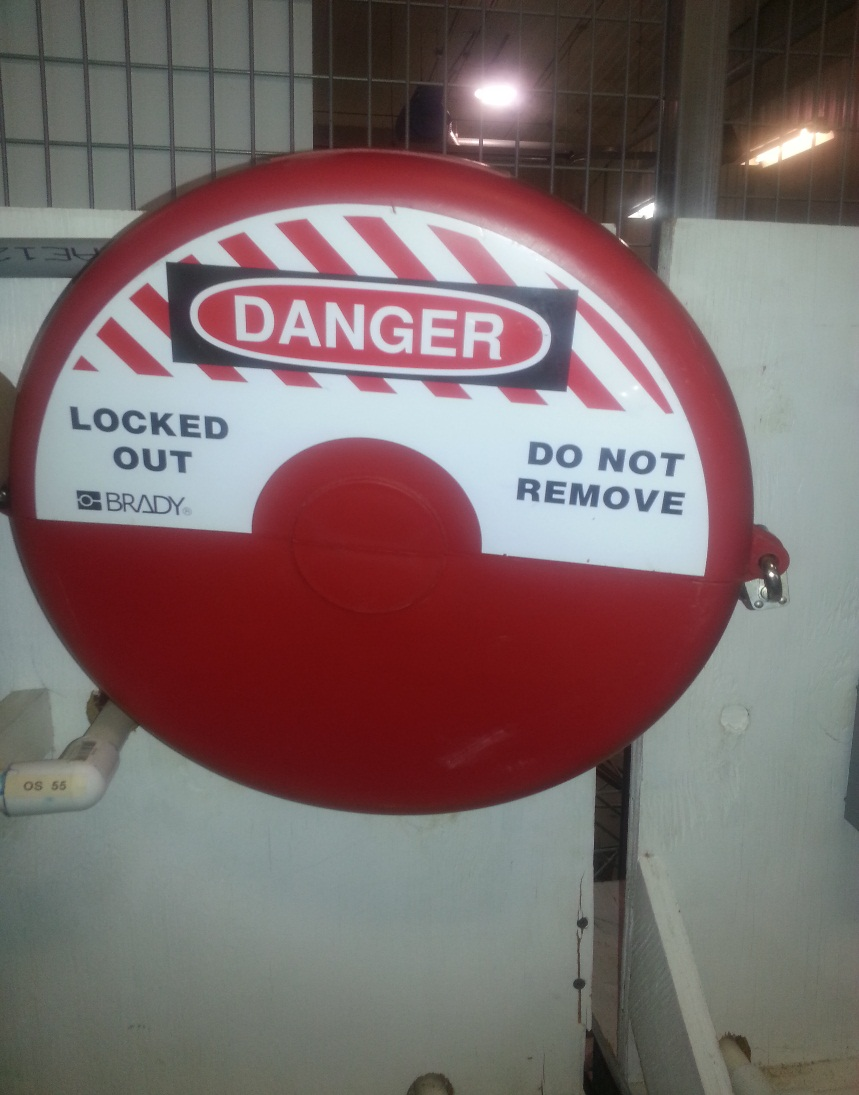 DANGER
LOCKED
OUT
BRADY®
DO NOT
REMOVE
OS 55